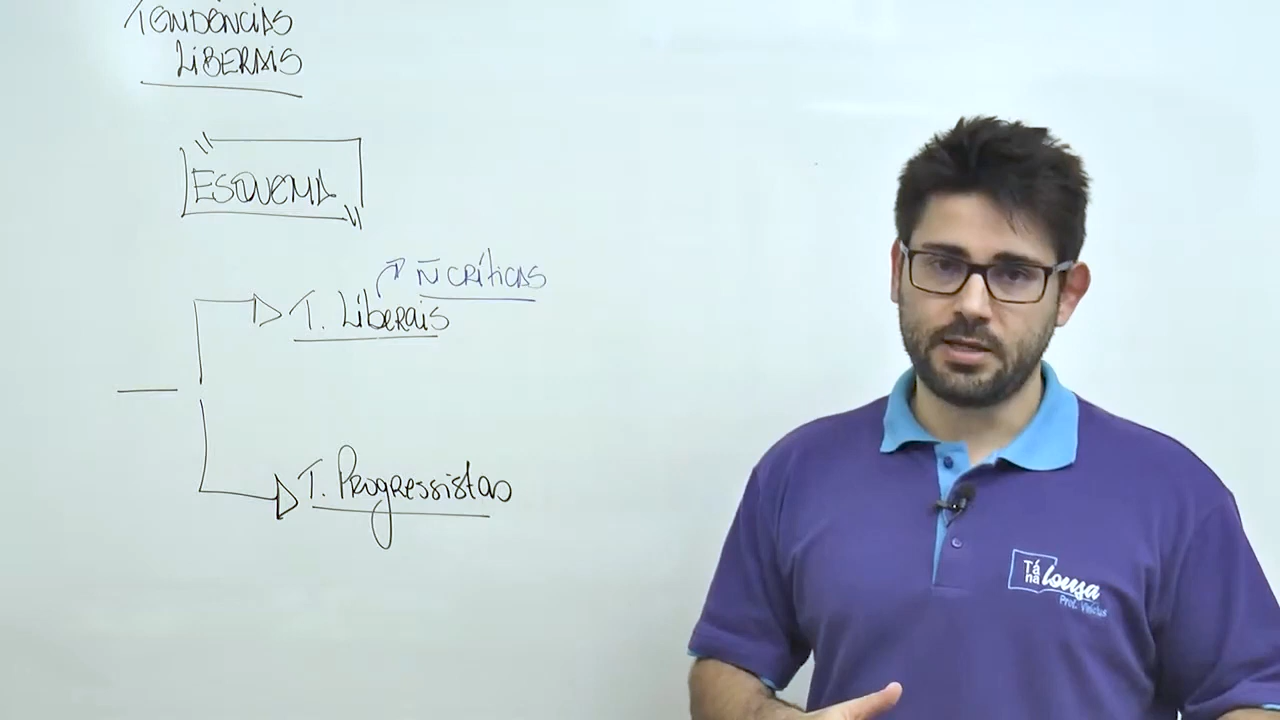 TENDÊNCIAS
LIBERAIS
ESQUEMA
Ñ CRÍTICAS
T. Liberais
T. Progressistas
Tá
na lousa
Prof. Vinícius